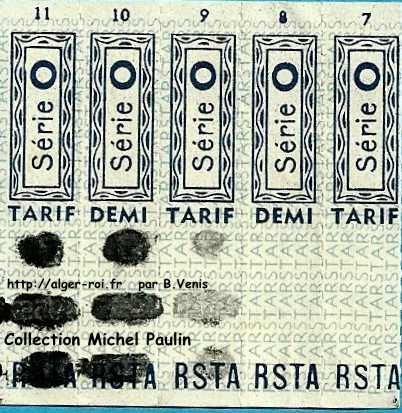 11 10 9 8 7
Série O Série O Série O Série O Série O
TARIF DEMI TARIF DEMI TARIF
http://alger-roi.fr par B.Venis
Collection Michel Paulin
RSTA RSTA RSTA RSTA RSTA